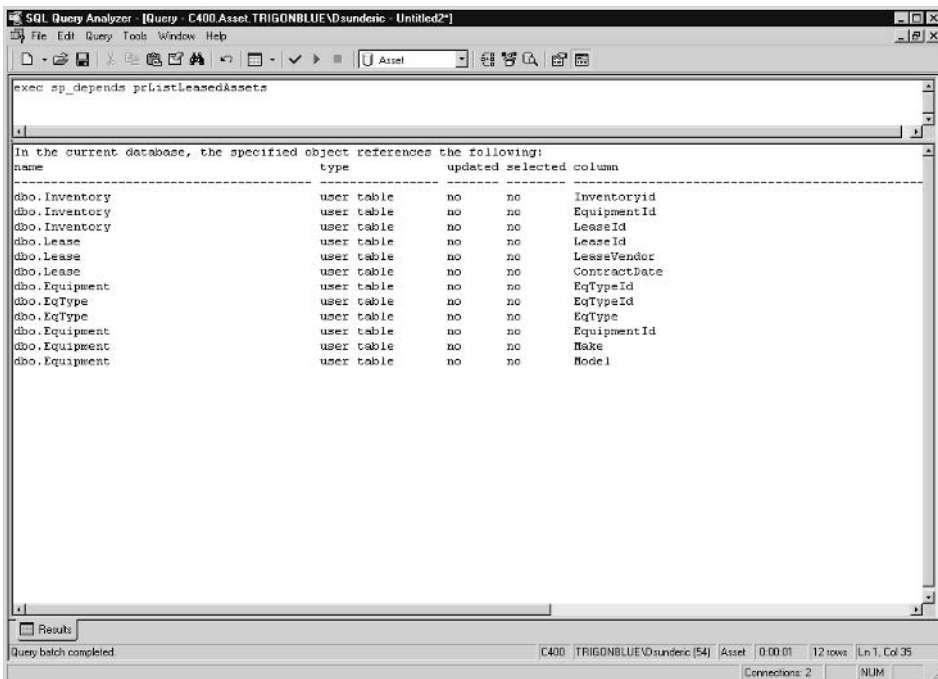 SQL Query Analyzer - [Query - C400.Asset.TRIGONBLUE\Dsunderic - Untitled2*]
File Edit Query Tools Window Help
Asset
exec sp_depends prListLeasedAssets
In the current database, the specified object references the following:
name type updated selected column
dbo.Inventory user table no no Inventoryid
dbo.Inventory user table no no EquipmentId
dbo.Inventory user table no no LeaseId
dbo.Lease user table no no LeaseId
dbo.Lease user table no no LeaseVendor
dbo.Lease user table no no ContractDate
dbo.Equipment user table no no EqTypeId
dbo.EqType user table no no EqTypeId
dbo.EqType user table no no EqType
dbo.Equipment user table no no EquipmentId
dbo.Equipment user table no no Make
dbo.Equipment user table no no Model
Results
Query batch completed. C400 TRIGONBLUE\Dsunderic (54) Asset 0:00:01 12 rows Ln 1, Col 35
Connections: 2 NUM